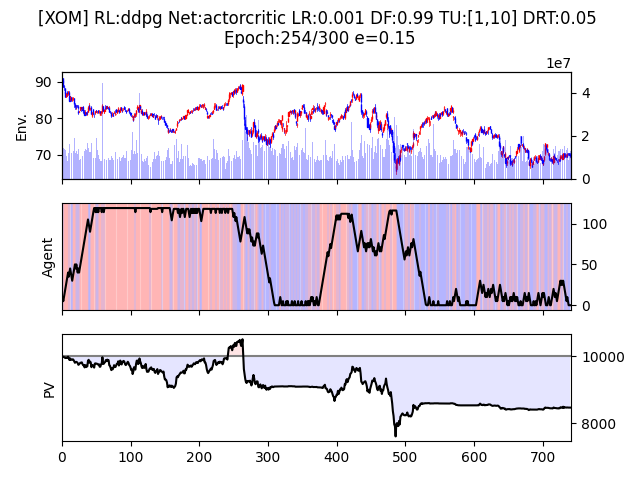 [XOM] RL:ddpg Net:actorcritic LR:0.001 DF:0.99 TU:[1,10] DRT:0.05
Epoch:254/300 e=0.15
1e7
90
80
70
Env.
4
2
0
Agent
100
50
0
PV
10000
8000
0 100 200 300 400 500 600 700